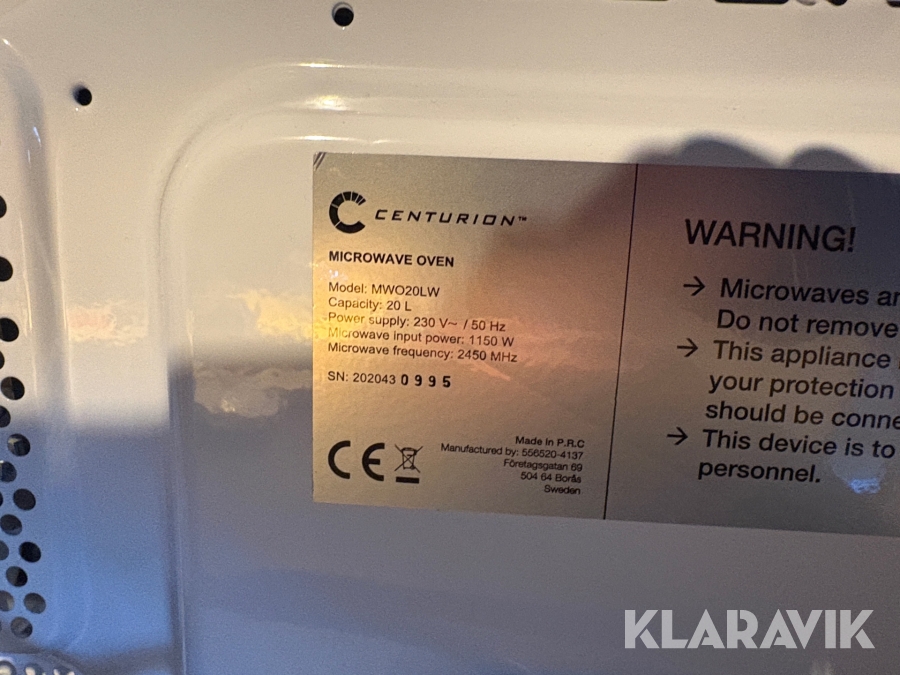 CENTURION™
MICROWAVE OVEN
Model: MWO20LW
Capacity: 20 L
Power supply: 230 V~ / 50 Hz
Microwave input power: 1150 W
Microwave frequency: 2450 MHz
SN: 202043 0995
CE
Made in P.R.C
Manufactured by: 556520-4137
Företagsgatan 69
504 64 Borås
Sweden
WARNING!
→ Microwaves
Do not remove
→ This appliance
your protection
should be
→ This device is to
personnel.
KLARAVIK